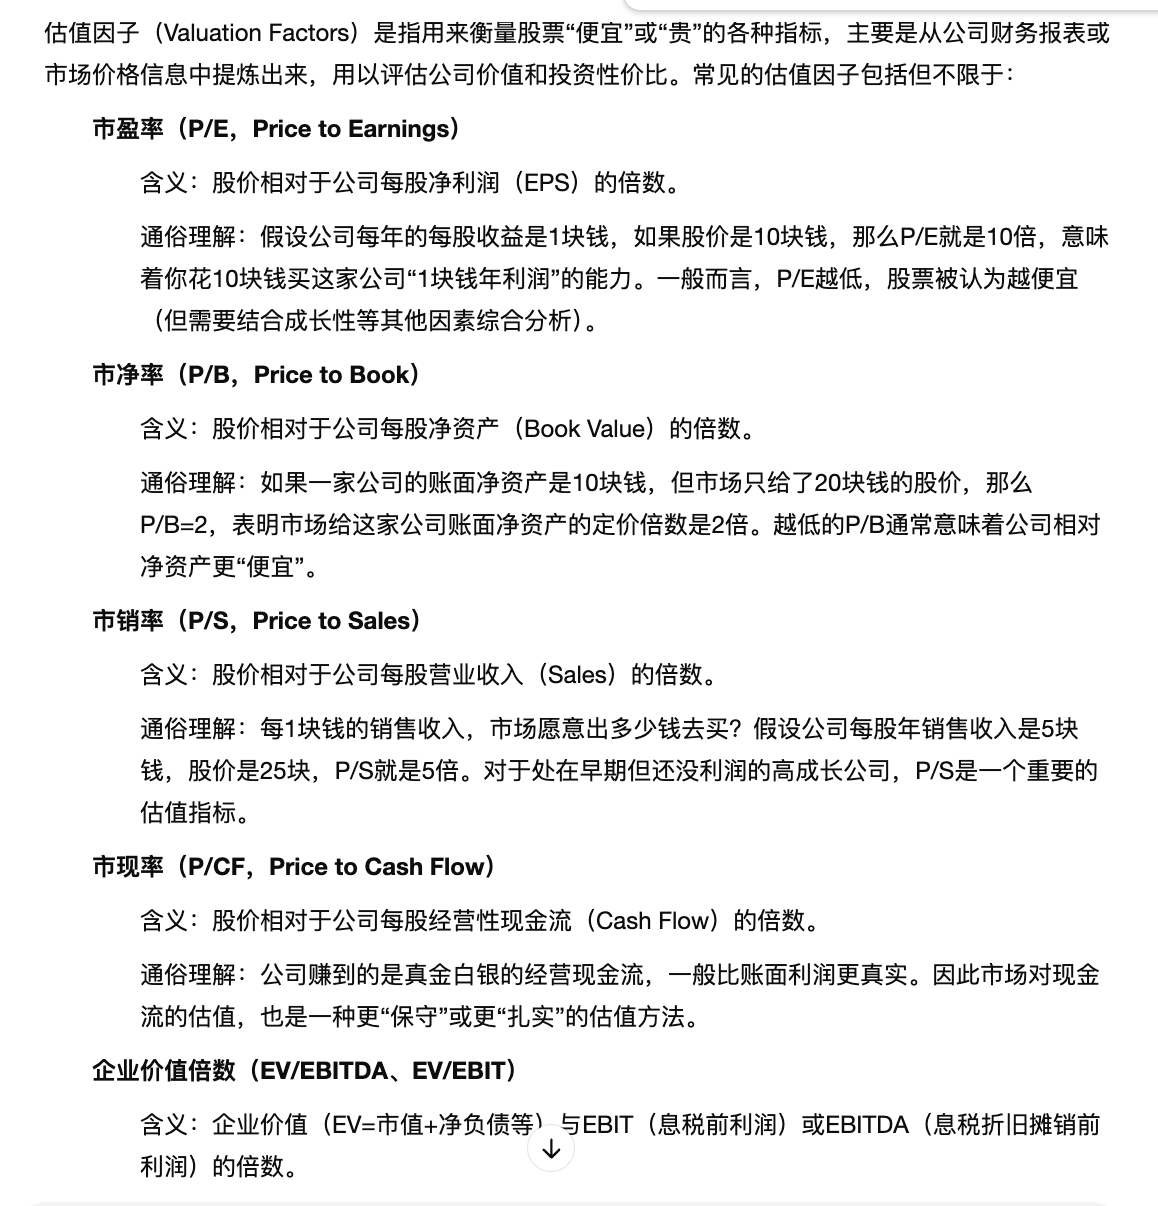 估值因子（Valuation Factors）是指用来衡量股票“便宜”或“贵”的各种指标，主要是从公司财务报表或
市场价格信息中提炼出来，用以评估公司价值和投资性价比。常见的估值因子包括但不限于：
市盈率（P/E，Price to Earnings）
含义：股价相对于公司每股净利润（EPS）的倍数。
通俗理解：假设公司每年的每股收益是1块钱，如果股价是10块钱，那么P/E就是10倍，意味
着你花10块钱买这家公司“1块钱年利润”的能力。一般而言，P/E越低，股票被认为越便宜
（但需要结合成长性等其他因素综合分析）。
市净率（P/B，Price to Book）
含义：股价相对于公司每股净资产（Book Value）的倍数。
通俗理解：如果一家公司的账面净资产是10块钱，但市场只给了20块钱的股价，那么
P/B=2，表明市场给这家公司账面净资产的定价倍数是2倍。越低的P/B通常意味着公司相对
净资产更“便宜”。
市销率（P/S，Price to Sales）
含义：股价相对于公司每股营业收入（Sales）的倍数。
通俗理解：每1块钱的销售收入，市场愿意出多少钱去买？假设公司每股年销售收入是5块
钱，股价是25块，P/S就是5倍。对于处在早期但还没利润的高成长公司，P/S是一个重要的
估值指标。
市现率（P/CF，Price to Cash Flow）
含义：股价相对于公司每股经营性现金流（Cash Flow）的倍数。
通俗理解：公司赚到的是真金白银的经营现金流，一般比账面利润更真实。因此市场对现金
流的估值，也是一种更“保守”或更“扎实”的估值方法。
企业价值倍数（EV/EBITDA、EV/EBIT）
含义：企业价值（EV=市值+净负债等）与EBIT（息税前利润）或EBITDA（息税折旧摊销前
利润）的倍数。